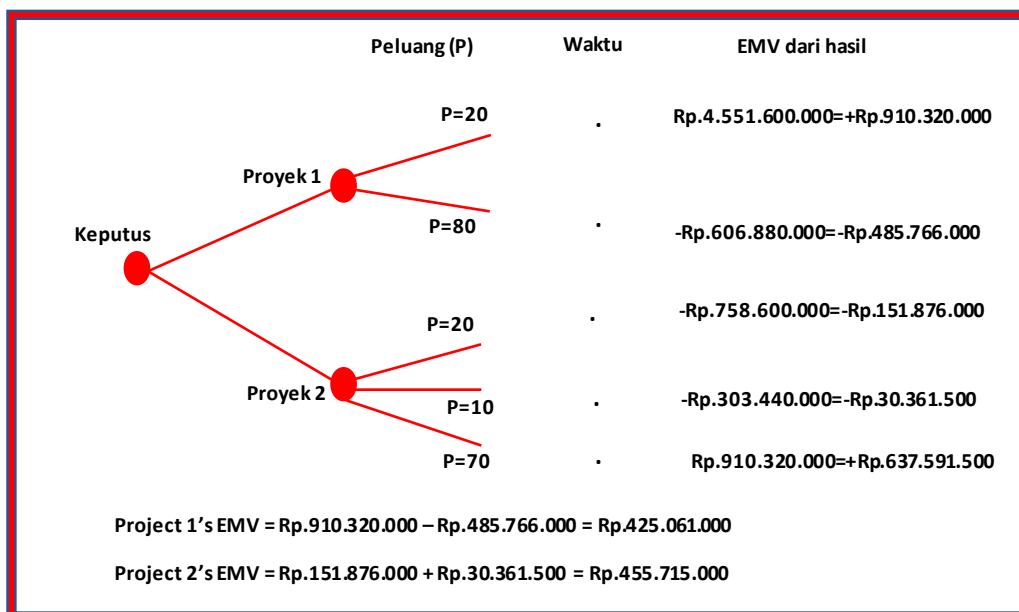 Peluang (P) Waktu EMV dari hasil
P=20 . Rp.4.551.600.000=+Rp.910.320.000
Proyek 1
P=80 . -Rp.606.880.000=-Rp.485.766.000
Keputus
P=20 . -Rp.758.600.000=-Rp.151.876.000
Proyek 2
P=10 . -Rp.303.440.000=-Rp.30.361.500
P=70 . Rp.910.320.000=+Rp.637.591.500
Project 1’s EMV = Rp.910.320.000 – Rp.485.766.000 = Rp.425.061.000
Project 2’s EMV = Rp.151.876.000 + Rp.30.361.500 = Rp.455.715.000